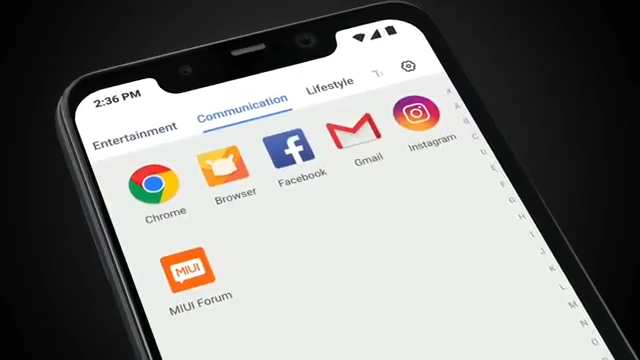 2:36 PM
Entertainment Communication Lifestyle
Chrome Browser Facebook Gmail Instagram
MIUI
MIUI Forum
A
B
C
D
E
F
G
H
I
J
K
L
M
N
O